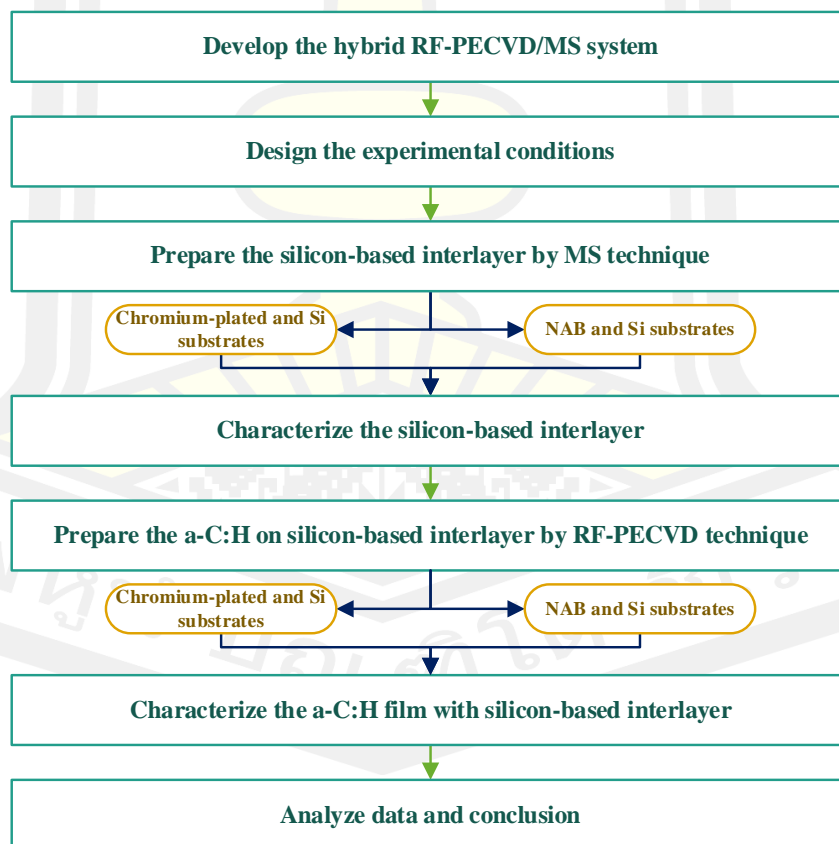 Develop the hybrid RF-PECVD/MS system
Design the experimental conditions
Prepare the silicon-based interlayer by MS technique
Chromium-plated and Si
substrates
NAB and Si substrates
Characterize the silicon-based interlayer
Prepare the a-C:H on silicon-based interlayer by RF-PECVD technique
Chromium-plated and Si
substrates
NAB and Si substrates
Characterize the a-C:H film with silicon-based interlayer
Analyze data and conclusion